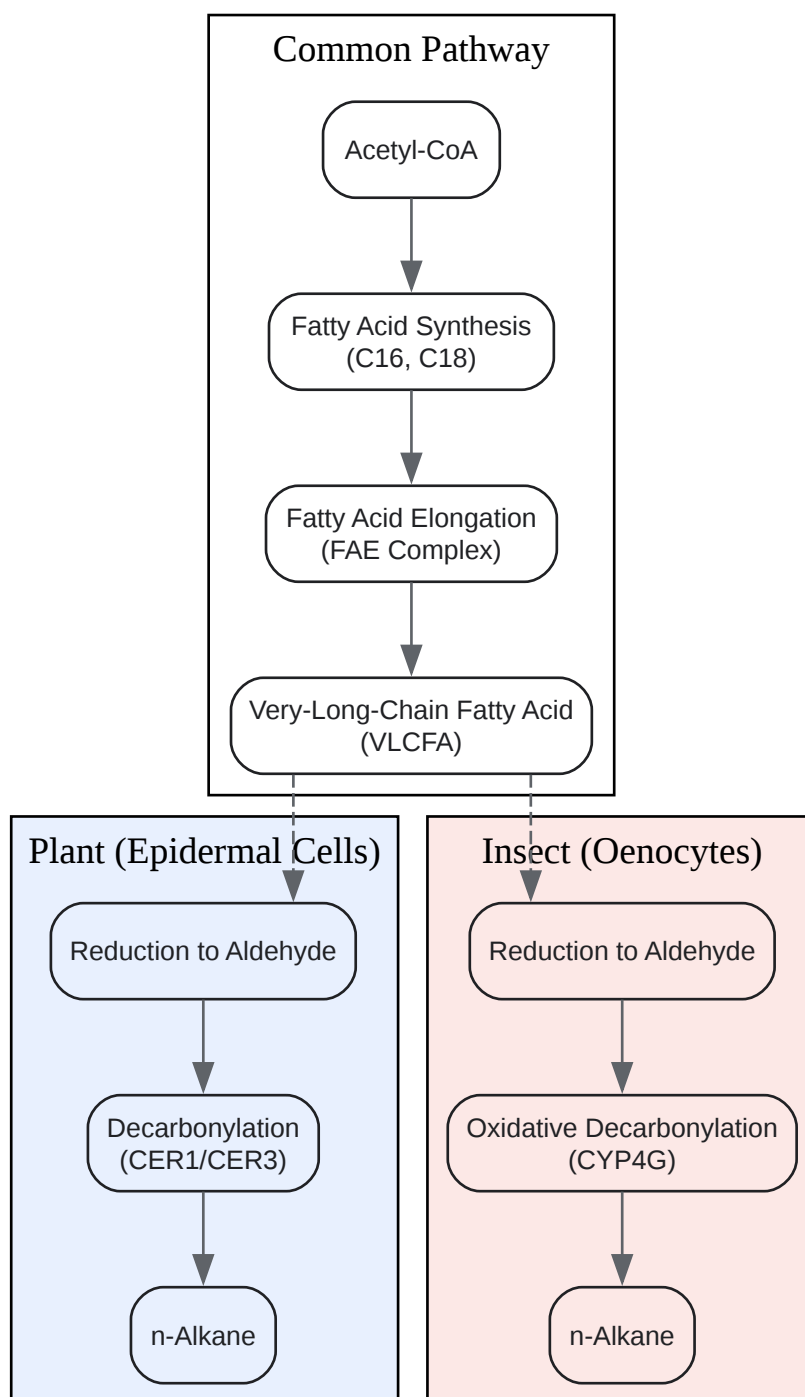 Common Pathway
Acetyl-CoA
Fatty Acid Synthesis
(C16, C18)
Fatty Acid Elongation
(FAE Complex)
Very-Long-Chain Fatty Acid
(VLCFA)
Plant (Epidermal Cells)
Reduction to Aldehyde
Decarbonylation
(CER1/CER3)
n-Alkane
Insect (Oenocytes)
Reduction to Aldehyde
Oxidative Decarbonylation
(CYP4G)
n-Alkane